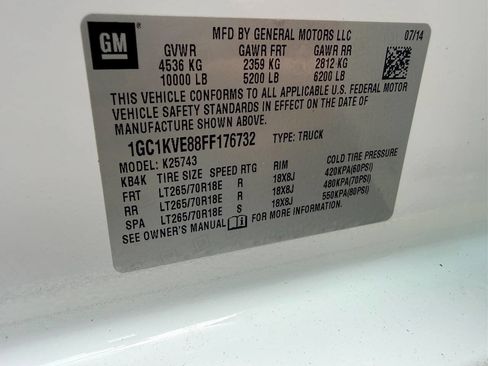 GM
MFD BY GENERAL MOTORS LLC 07/14
GVWR GAWR FRT GAWR RR
4536 KG 2359 KG 2812 KG
10000 LB 5200 LB 6200 LB
THIS VEHICLE CONFORMS TO ALL APPLICABLE U.S. FEDERAL MOTOR
VEHICLE SAFETY STANDARDS IN EFFECT ON THE DATE OF
MANUFACTURE SHOWN ABOVE.
1GC1KVE88FF176732 TYPE: TRUCK
MODEL: K25743
KB4K TIRE SIZE SPEED RTG RIM COLD TIRE PRESSURE
FRT LT265/70R18E R 18X8J 420KPA(60PSI)
RR LT265/70R18E R 18X8J 480KPA(70PSI)
SPA LT265/70R18E S 18X8J 550KPA(80PSI)
SEE OWNER'S MANUAL FOR MORE INFORMATION.